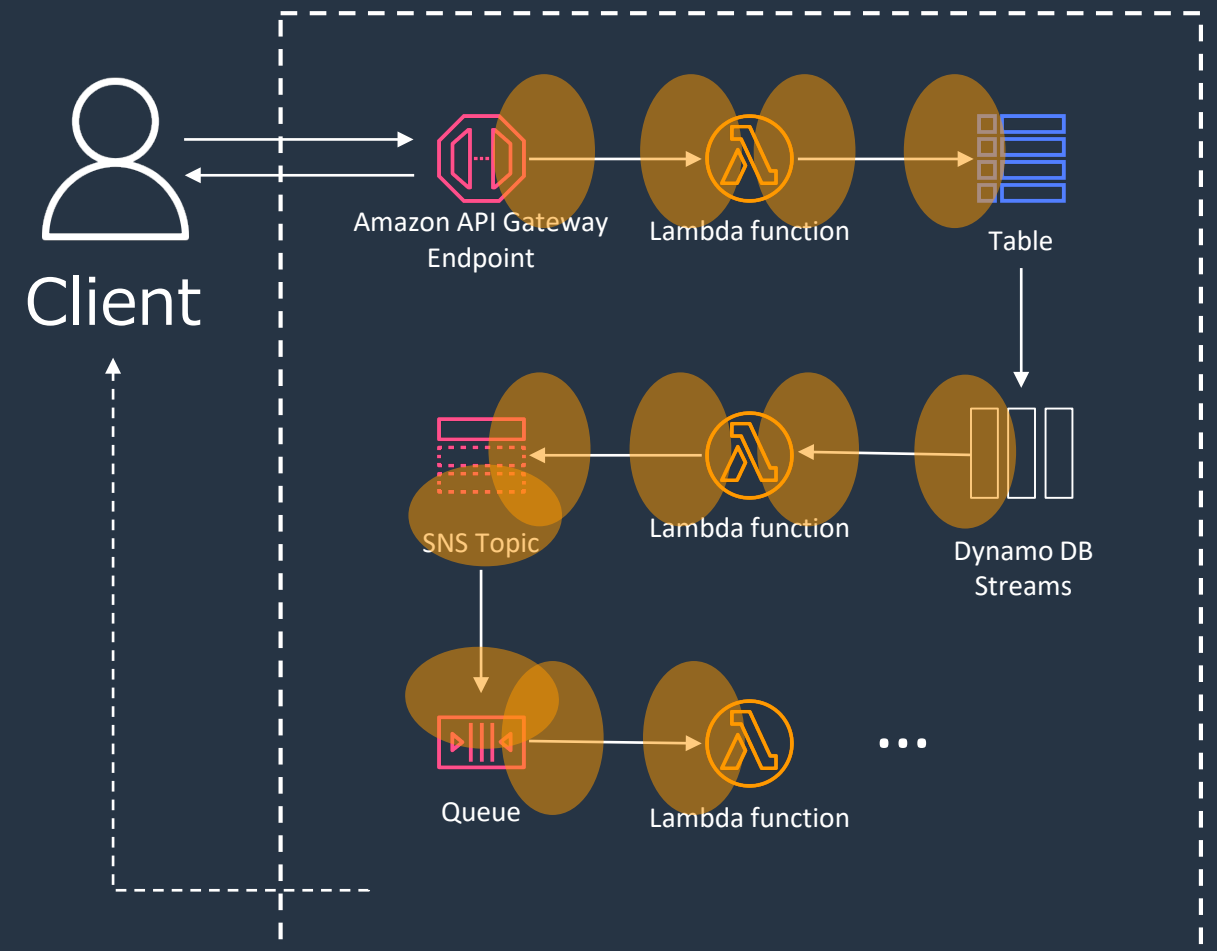 Client
Amazon API Gateway
Endpoint
Lambda function
Table
SNS Topic
Lambda function
Dynamo DB
Streams
Queue
Lambda function
...